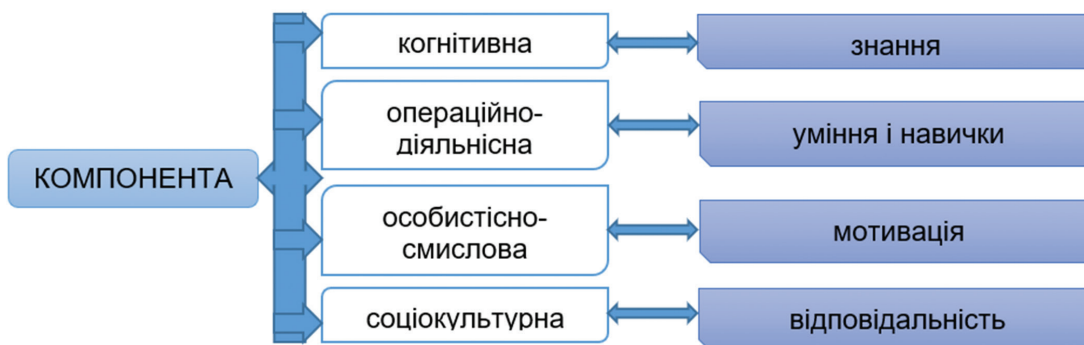 КОМПОНЕНТА
когнітивна
знання
операційно-
діяльнісна
уміння і навички
особистісно-
смислова
мотивація
соціокультурна
відповідальність